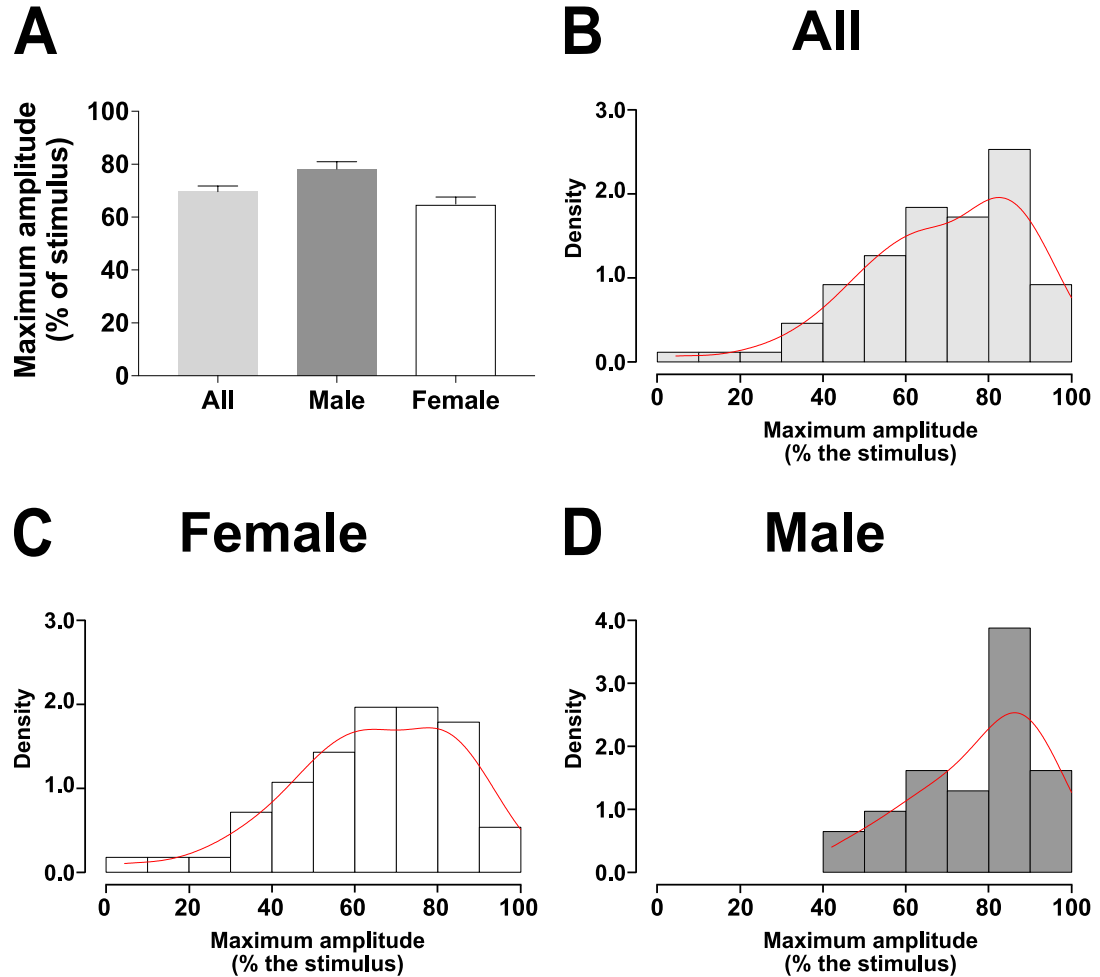 A
Maximum amplitude
(% of stimulus)
100
80
60
40
20
0
All
Male
Female
B
All
Density
3.0
2.0
1.0
0.0
0
20
40
60
80
100
Maximum amplitude
(% the stimulus)
C
Female
Density
3.0
2.0
1.0
0.0
0
20
40
60
80
100
Maximum amplitude
(% the stimulus)
D
Male
Density
4.0
3.0
2.0
1.0
0.0
0
20
40
60
80
100
Maximum amplitude
(% the stimulus)